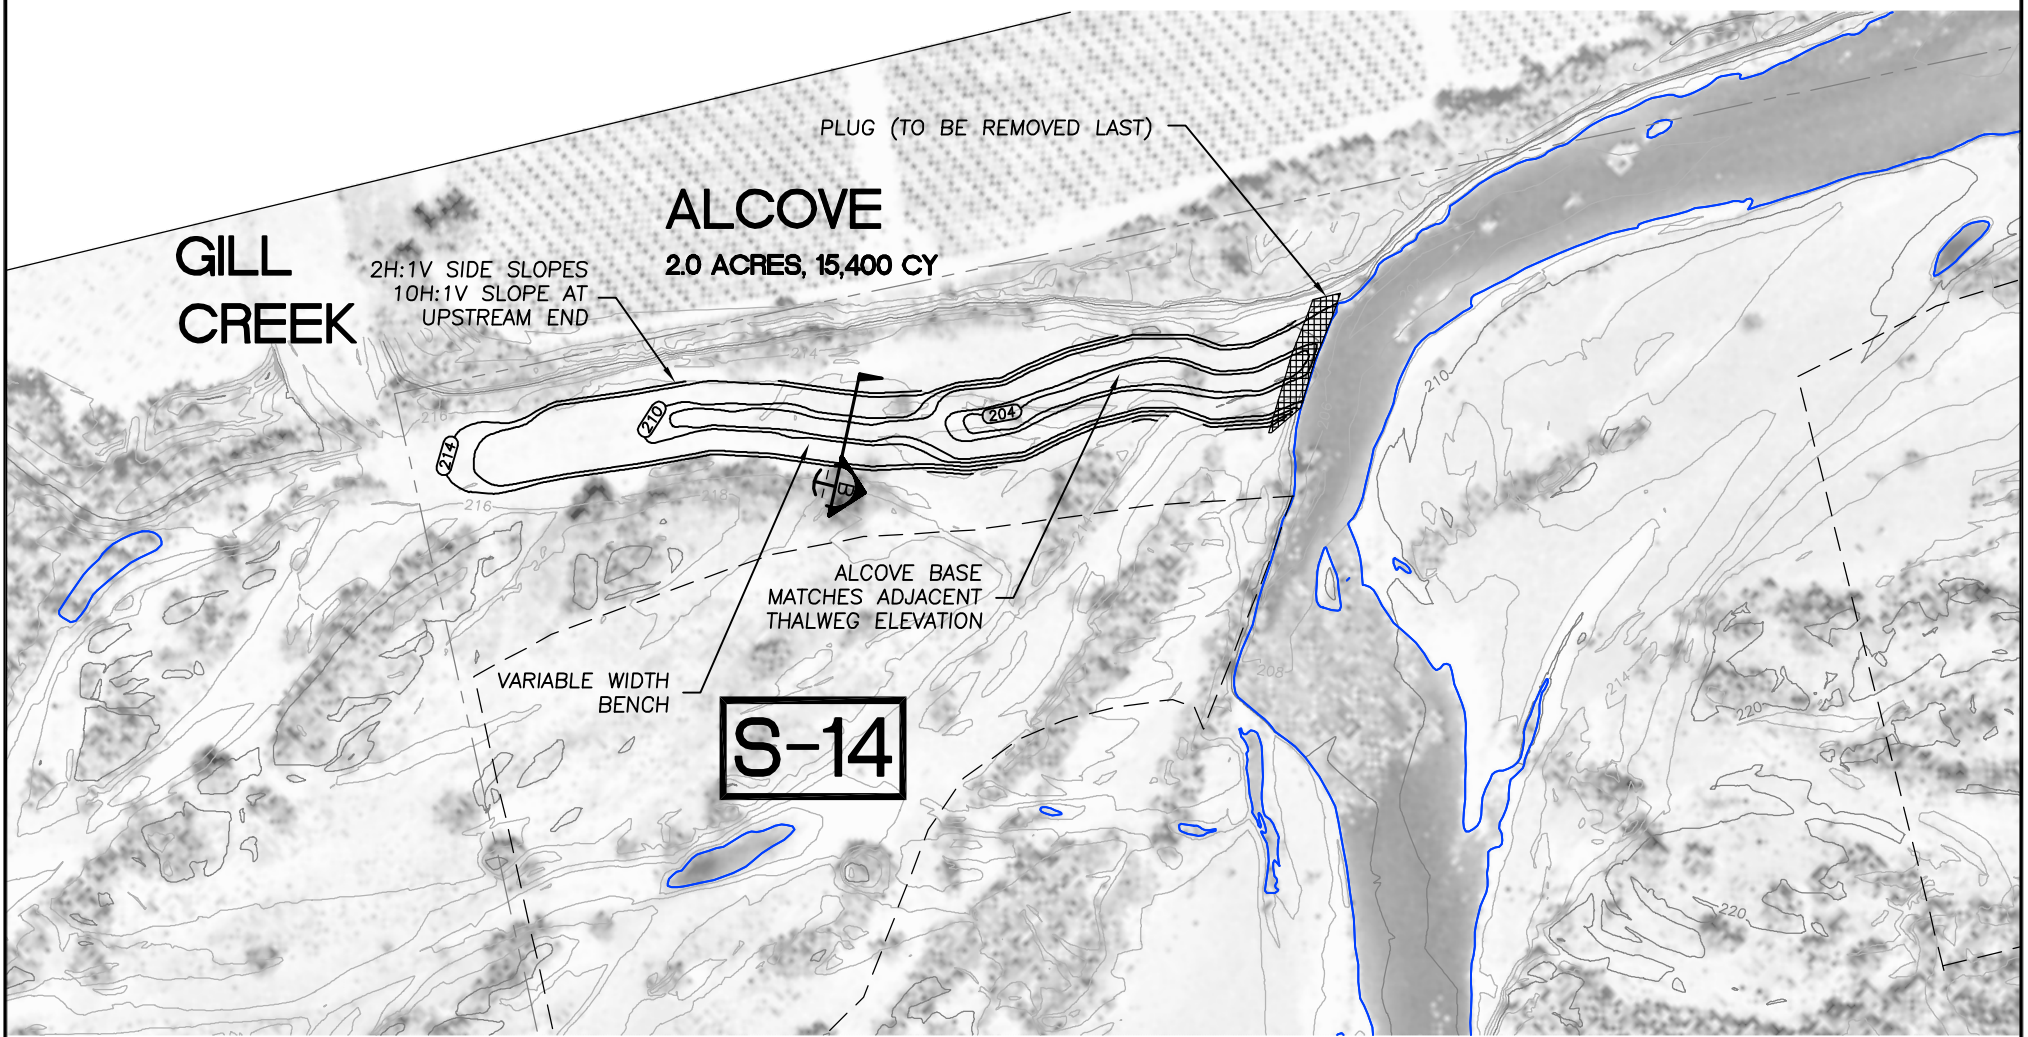 PLUG (TO BE REMOVED LAST)
ALCOVE
2.0 ACRES, 15,400 CY
GILL
CREEK
2H:1V SIDE SLOPES
10H:1V SLOPE AT
UPSTREAM END
214
210
216
210
204
214
B
218
216
ALCOVE BASE
MATCHES ADJACENT
THALWEG ELEVATION
VARIABLE WIDTH
BENCH
208
214
220
S-14
220